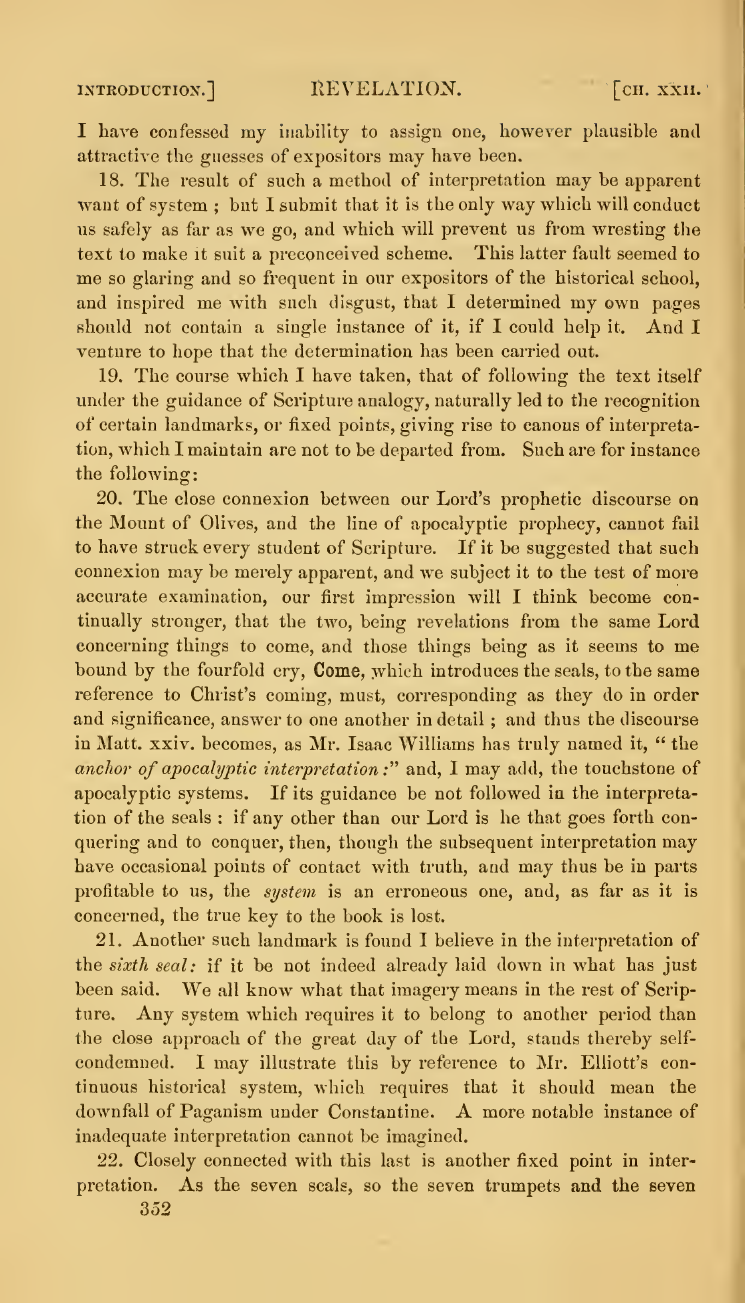 INTRODUCTION.] REVELATION. [CH. XXII.
I have confessed my inability to assign one, however plausible and
attractive the guesses of expositors may have been.
18. The result of such a method of interpretation may be apparent
want of system ; but I submit that it is the only way which will conduct
us safely as far as we go, and which will prevent us from wresting the
text to make it suit a preconceived scheme. This latter fault seemed to
me so glaring and so frequent in our expositors of the historical school,
and inspired me with such disgust, that I determined my own pages
should not contain a single instance of it, if I could help it. And I
venture to hope that the determination has been carried out.
19. The course which I have taken, that of following the text itself
under the guidance of Scripture analogy, naturally led to the recognition
of certain landmarks, or fixed points, giving rise to canons of interpreta-
tion, which I maintain are not to be departed from. Such are for instance
the following:
20. The close connexion between our Lord's prophetic discourse on
the Mount of Olives, and the line of apocalyptic prophecy, cannot fail
to have struck every student of Scripture. If it be suggested that such
connexion may be merely apparent, and we subject it to the test of more
accurate examination, our first impression will I think become con-
tinually stronger, that the two, being revelations from the same Lord
concerning things to come, and those things being as it seems to me
bound by the fourfold cry, Come, which introduces the seals, to the same
reference to Christ's coming, must, corresponding as they do in order
and significance, answer to one another in detail ; and thus the discourse
in Matt. xxiv. becomes, as Mr. Isaac Williams has truly named it, “ the
anchor of apocalyptic interpretation :” and, I may add, the touchstone of
apocalyptic systems. If its guidance be not followed in the interpreta-
tion of the seals : if any other than our Lord is he that goes forth con-
quering and to conquer, then, though the subsequent interpretation may
have occasional points of contact with truth, and may thus be in parts
profitable to us, the system is an erroneous one, and, as far as it is
concerned, the true key to the book is lost.
21. Another such landmark is found I believe in the interpretation of
the sixth seal: if it be not indeed already laid down in what has just
been said. We all know what that imagery means in the rest of Scrip-
ture. Any system which requires it to belong to another period than
the close approach of the great day of the Lord, stands thereby self-
condemned. I may illustrate this by reference to Mr. Elliott's con-
tinuous historical system, which requires that it should mean the
downfall of Paganism under Constantine. A more notable instance of
inadequate interpretation cannot be imagined.
22. Closely connected with this last is another fixed point in inter-
pretation. As the seven seals, so the seven trumpets and the seven
352